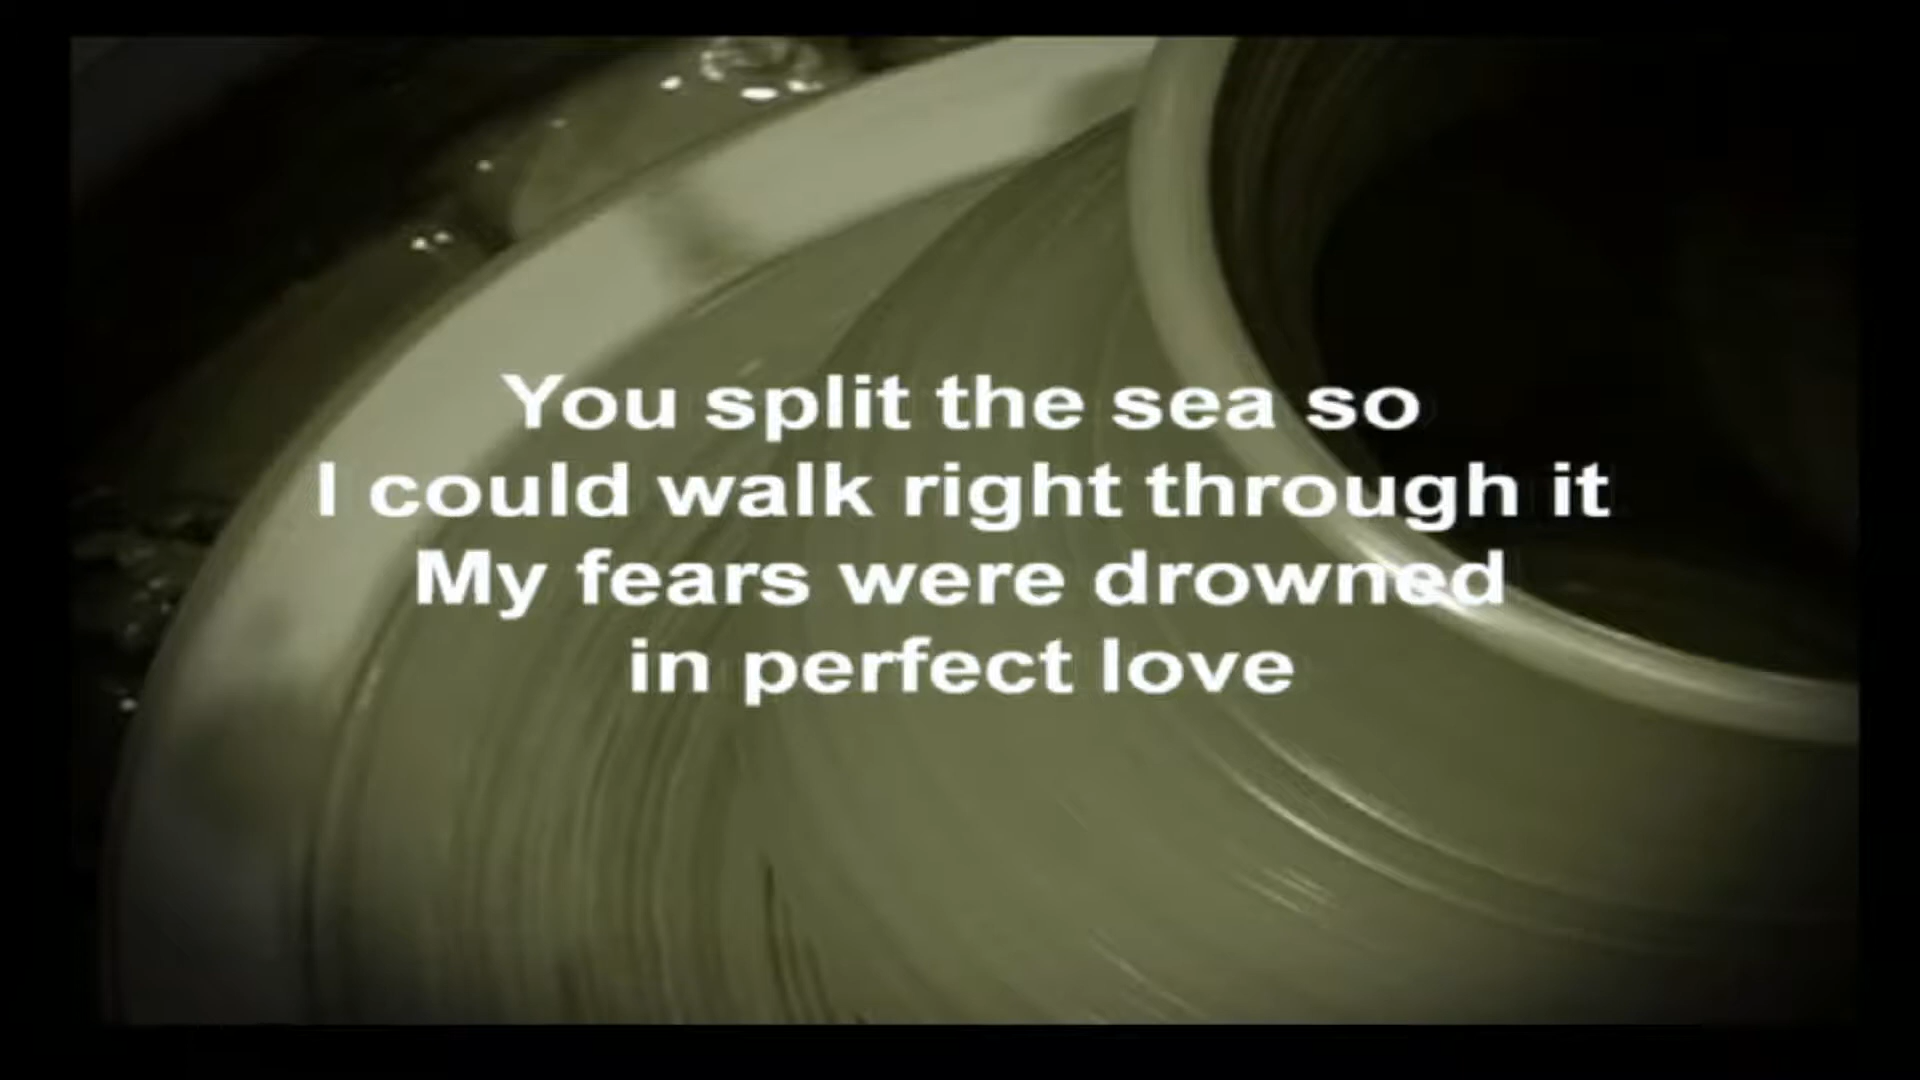 You split the sea so
I could walk right through it
My fears were drowned
in perfect love